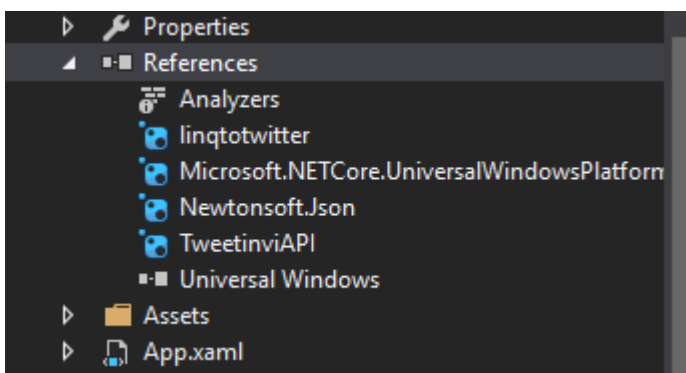 Properties
References
Analyzers
linqtotwitter
Microsoft.NETCore.UniversalWindowsPlatform
Newtonsoft.Json
TweetinviAPI
Universal Windows
Assets
App.xaml